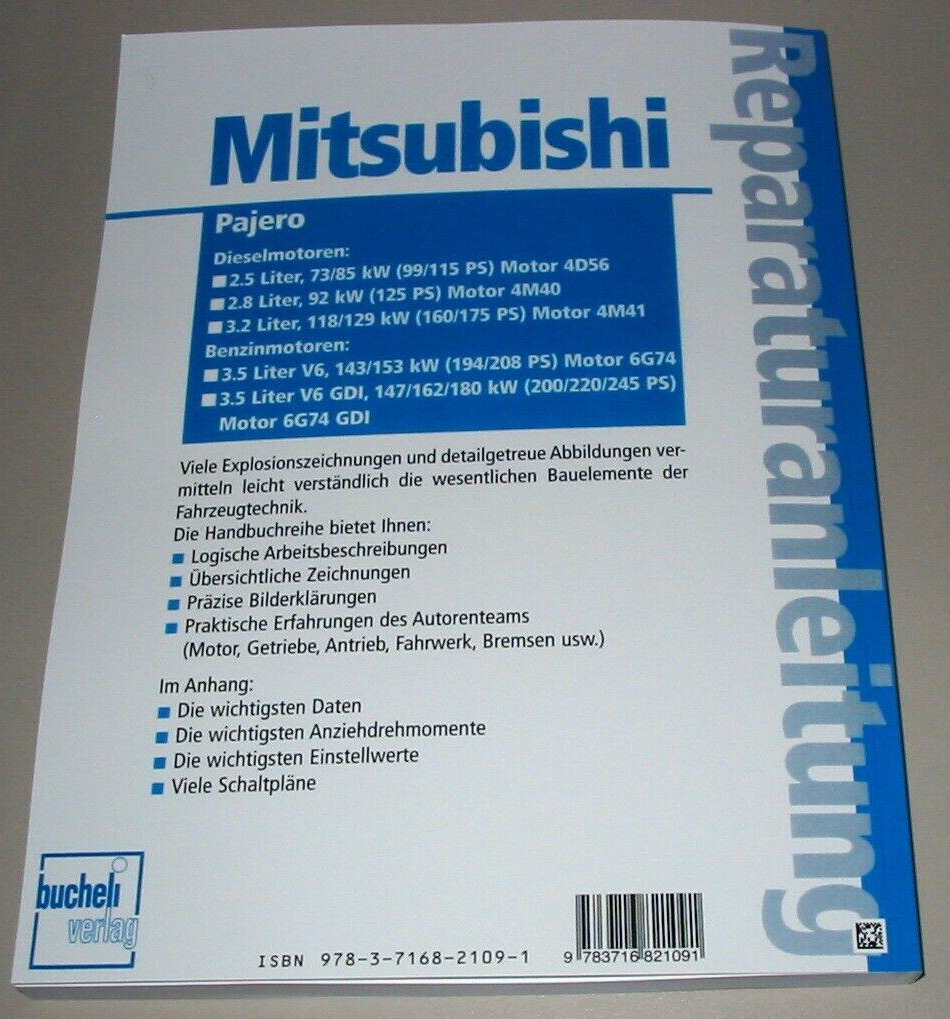 Mitsubishi
Pajero
Dieselmotoren:
2.5 Liter, 73/85 kW (99/115 PS) Motor 4D56
2.8 Liter, 92 kW (125 PS) Motor 4M40
3.2 Liter, 118/129 kW (160/175 PS) Motor 4M41
Benzinmotoren:
3.5 Liter V6, 143/153 kW (194/208 PS) Motor 6G74
3.5 Liter V6 GDI, 147/162/180 kW (200/220/245 PS)
Motor 6G74 GDI
Viele Explosionszeichnungen und detailgetreue Abbildungen ver-
mitteln leicht verständlich die wesentlichen Bauelemente der
Fahrzeugtechnik.
Die Handbuchreihe bietet Ihnen:
Logische Arbeitsbeschreibungen
Übersichtliche Zeichnungen
Präzise Bilderklärungen
Praktische Erfahrungen des Autorenteams
(Motor, Getriebe, Antrieb, Fahrwerk, Bremsen usw.)
Im Anhang:
Die wichtigsten Daten
Die wichtigsten Anziehdrehmomente
Die wichtigsten Einstellwerte
Viele Schaltpläne
bucheli
verlag
ISBN 978-3-7168-2109-1
9 783716 821091
Reparaturanleitung